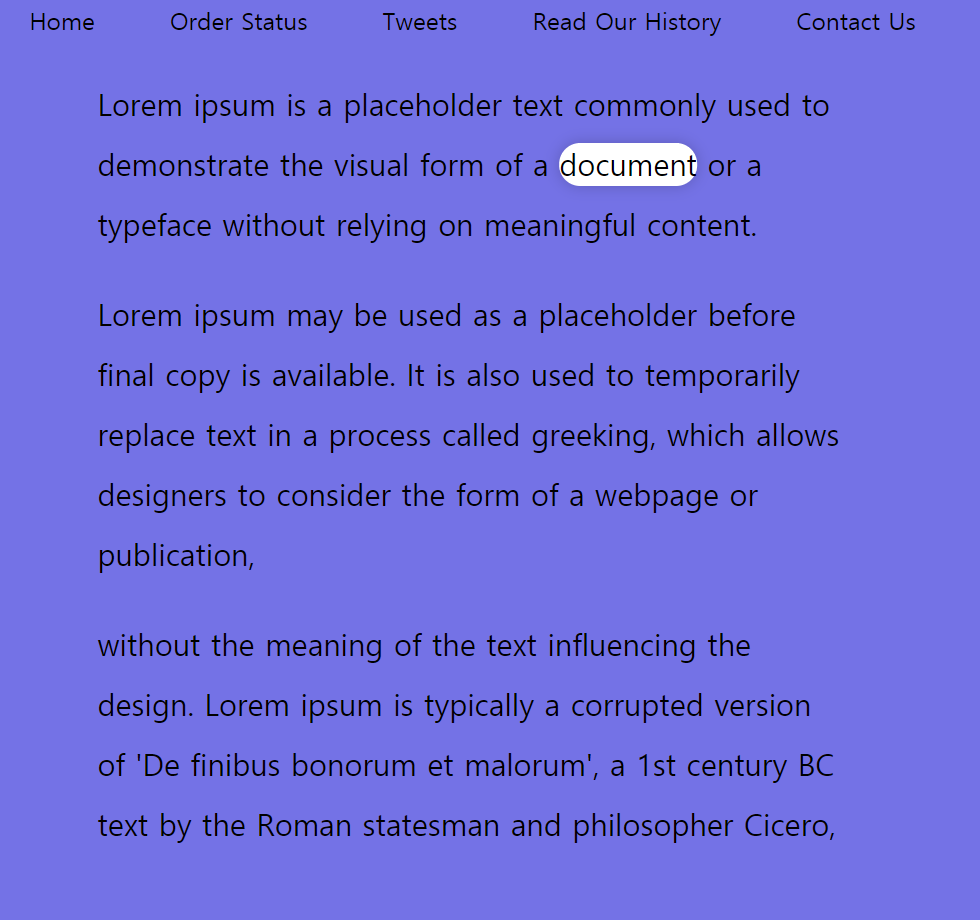 Home Order Status Tweets Read Our History Contact Us
Lorem ipsum is a placeholder text commonly used to
demonstrate the visual form of a document or a
typeface without relying on meaningful content.
Lorem ipsum may be used as a placeholder before
final copy is available. It is also used to temporarily
replace text in a process called greeking, which allows
designers to consider the form of a webpage or
publication,
without the meaning of the text influencing the
design. Lorem ipsum is typically a corrupted version
of 'De finibus bonorum et malorum', a 1st century BC
text by the Roman statesman and philosopher Cicero,